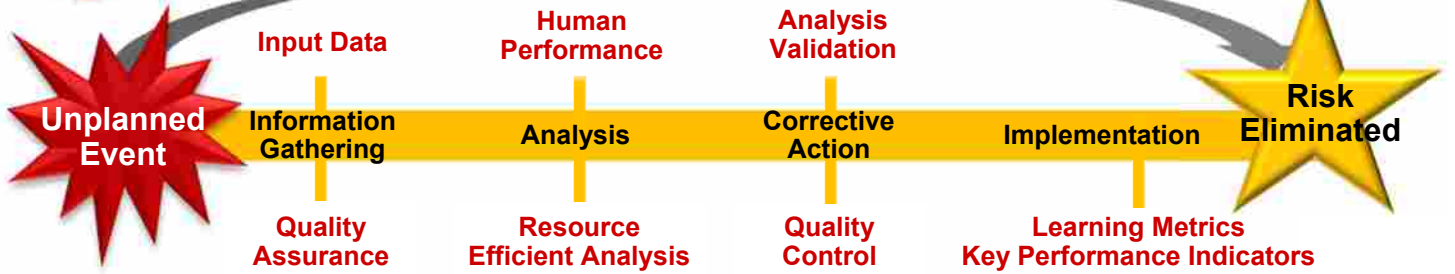 Input Data
Human
Performance
Analysis
Validation
Unplanned
Event
Information
Gathering
Analysis
Corrective
Action
Implementation
Risk
Eliminated
Quality
Assurance
Resource
Efficient Analysis
Quality
Control
Learning Metrics
Key Performance Indicators